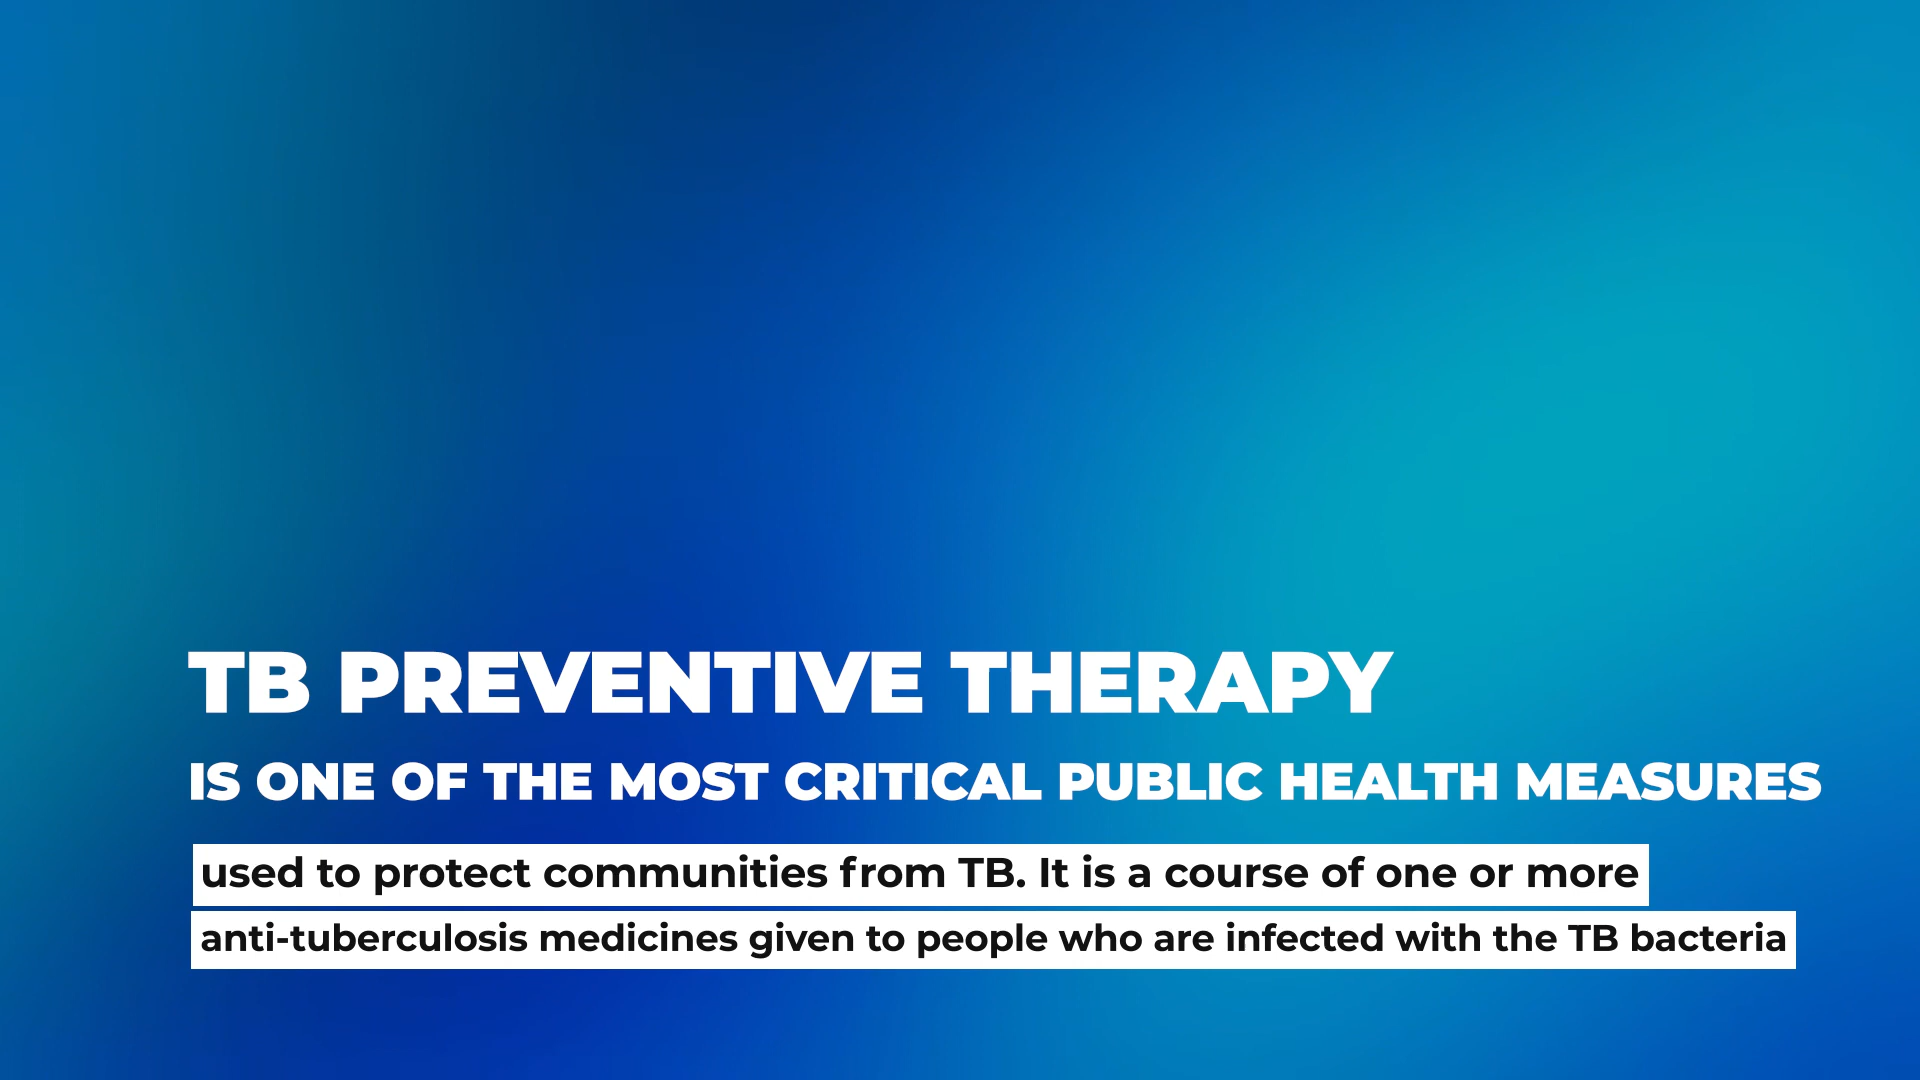 TB PREVENTIVE THERAPY
IS ONE OF THE MOST CRITICAL PUBLIC HEALTH MEASURES
used to protect communities from TB. It is a course of one or more
anti-tuberculosis medicines given to people who are infected with the TB bacteria